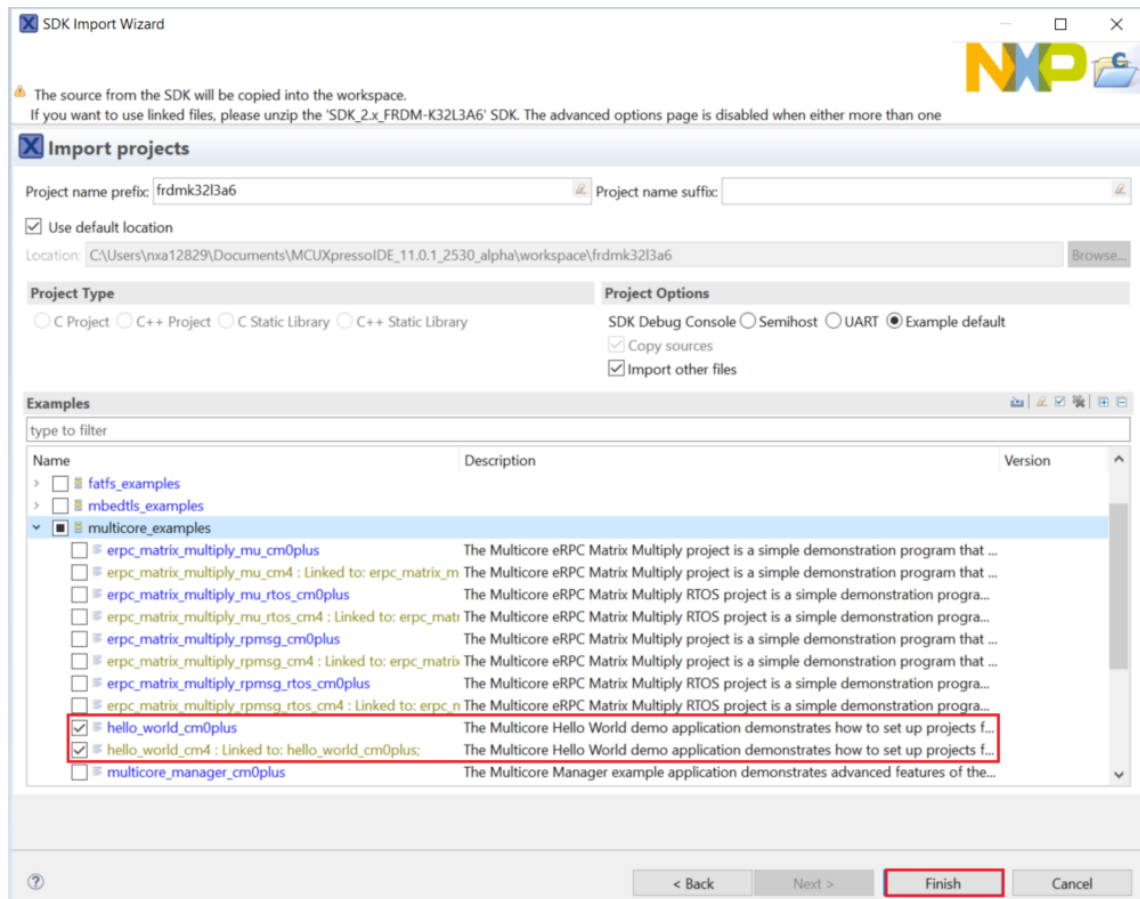 SDK Import Wizard
NXP
The source from the SDK will be copied into the workspace.
If you want to use linked files, please unzip the 'SDK_2.x_FRDM-K32L3A6' SDK. The advanced options page is disabled when either more than one
Import projects
Project name prefix: frdmk32l3a6 Project name suffix:
Use default location
Location: C:\Users\nxa12829\Documents\MCUXpressoIDE_11.0.1_2530_alpha\workspace\frdmk32l3a6 Browse...
Project Type Project Options
C Project C++ Project C Static Library C++ Static Library SDK Debug Console Semihost UART Example default
Copy sources
Import other files
Examples
type to filter
Name Description Version
fatfs_examples
mbedtls_examples
multicore_examples
erpc_matrix_multiply_mu_cm0plus The Multicore eRPC Matrix Multiply project is a simple demonstration program that ...
erpc_matrix_multiply_mu_cm4 : Linked to: erpc_matrix_m The Multicore eRPC Matrix Multiply project is a simple demonstration program that ...
erpc_matrix_multiply_mu_rtos_cm0plus The Multicore eRPC Matrix Multiply RTOS project is a simple demonstration progra...
erpc_matrix_multiply_mu_rtos_cm4 : Linked to: erpc_matr The Multicore eRPC Matrix Multiply RTOS project is a simple demonstration progra...
erpc_matrix_multiply_rpmsg_cm0plus The Multicore eRPC Matrix Multiply project is a simple demonstration program that ...
erpc_matrix_multiply_rpmsg_cm4 : Linked to: erpc_matrix The Multicore eRPC Matrix Multiply project is a simple demonstration program that ...
erpc_matrix_multiply_rpmsg_rtos_cm0plus The Multicore eRPC Matrix Multiply RTOS project is a simple demonstration progra...
erpc_matrix_multiply_rpmsg_rtos_cm4 : Linked to: erpc_n The Multicore eRPC Matrix Multiply RTOS project is a simple demonstration progra...
hello_world_cm0plus The Multicore Hello World demo application demonstrates how to set up projects f...
hello_world_cm4 : Linked to: hello_world_cm0plus; The Multicore Hello World demo application demonstrates how to set up projects f...
multicore_manager_cm0plus The Multicore Manager example application demonstrates advanced features of the...
< Back Next > Finish Cancel